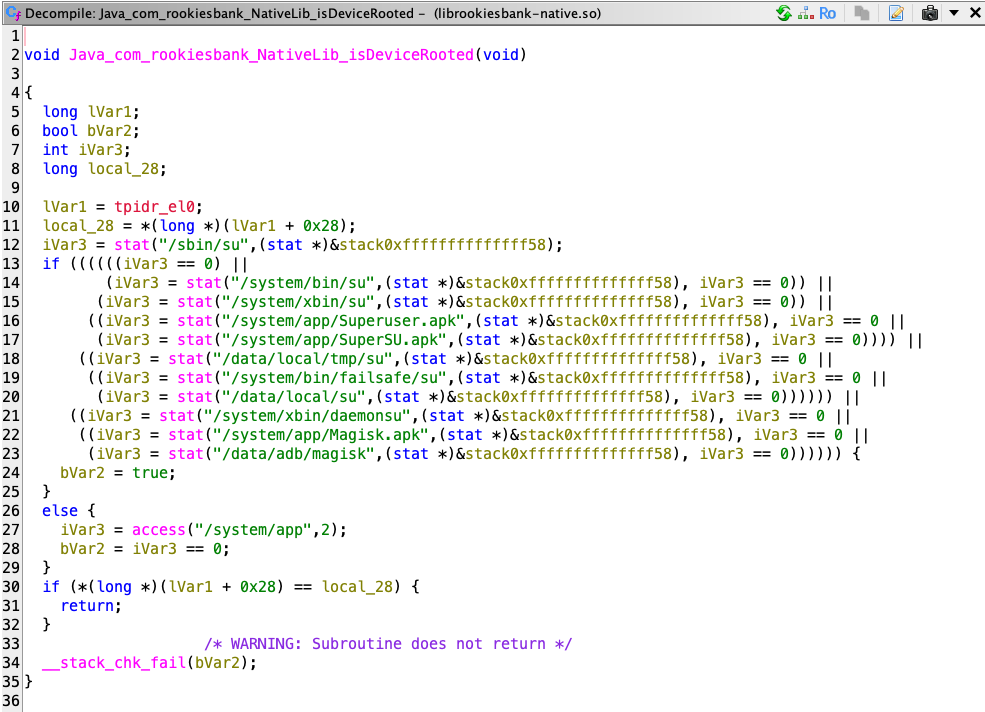 Decompile: Java_com_rookiesbank_NativeLib_isDeviceRooted – (librookiesbank-native.so) Ro
1
2 void Java_com_rookiesbank_NativeLib_isDeviceRooted(void)
3
4 {
5 long lVar1;
6 bool bVar2;
7 int iVar3;
8 long local_28;
9
10 lVar1 = tpidr_el0;
11 local_28 = *(long *)(lVar1 + 0x28);
12 iVar3 = stat("/sbin/su",(stat *)&stack0xffffffffffffff58);
13 if ((((((iVar3 == 0) ||
14 (iVar3 = stat("/system/bin/su",(stat *)&stack0xffffffffffffff58), iVar3 == 0)) ||
15 (iVar3 = stat("/system/xbin/su",(stat *)&stack0xffffffffffffff58), iVar3 == 0)) ||
16 ((iVar3 = stat("/system/app/Superuser.apk",(stat *)&stack0xffffffffffffff58), iVar3 == 0 ||
17 (iVar3 = stat("/system/app/SuperSU.apk",(stat *)&stack0xffffffffffffff58), iVar3 == 0)))) ||
18 ((iVar3 = stat("/data/local/tmp/su",(stat *)&stack0xffffffffffffff58), iVar3 == 0 ||
19 ((iVar3 = stat("/system/bin/failsafe/su",(stat *)&stack0xffffffffffffff58), iVar3 == 0 ||
20 (iVar3 = stat("/data/local/su",(stat *)&stack0xffffffffffffff58), iVar3 == 0)))))) ||
21 ((iVar3 = stat("/system/xbin/daemonsu",(stat *)&stack0xffffffffffffff58), iVar3 == 0 ||
22 ((iVar3 = stat("/system/app/Magisk.apk",(stat *)&stack0xffffffffffffff58), iVar3 == 0 ||
23 (iVar3 = stat("/data/adb/magisk",(stat *)&stack0xffffffffffffff58), iVar3 == 0)))))) {
24 bVar2 = true;
25 }
26 else {
27 iVar3 = access("/system/app",2);
28 bVar2 = iVar3 == 0;
29 }
30 if (*(long *)(lVar1 + 0x28) == local_28) {
31 return;
32 }
33 /* WARNING: Subroutine does not return */
34 __stack_chk_fail(bVar2);
35 }
36